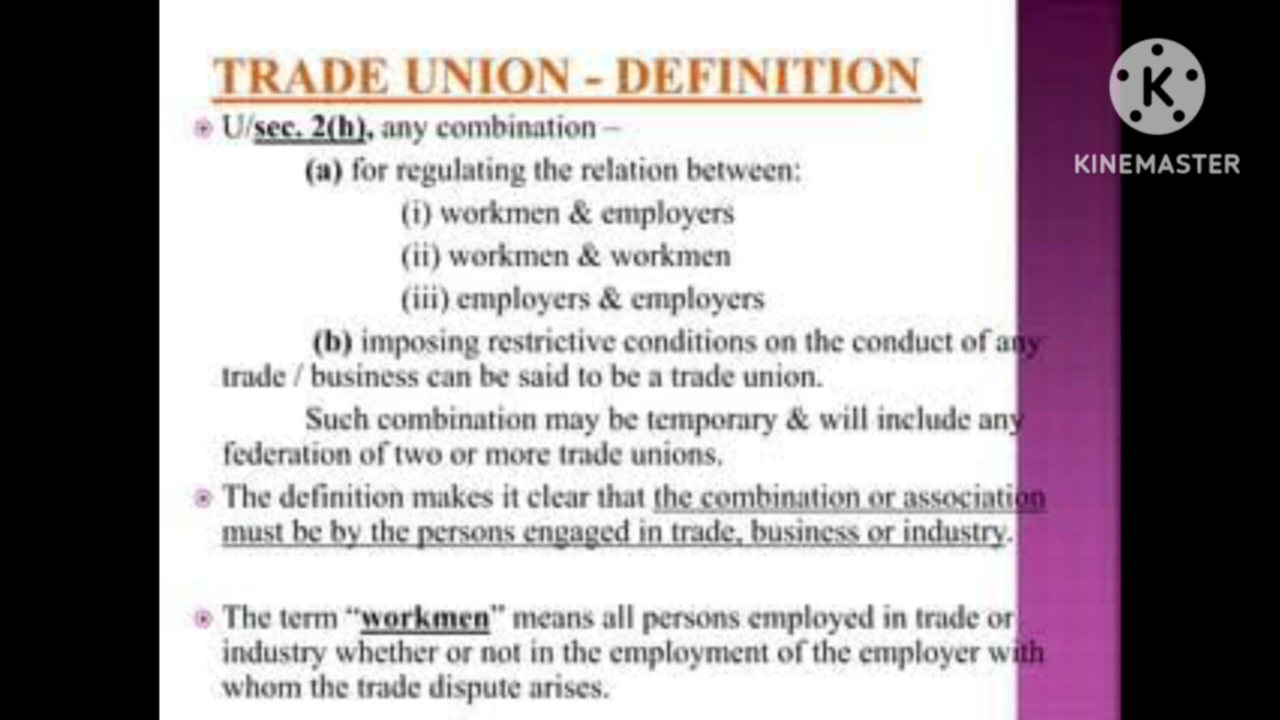 TRADE UNION - DEFINITION
U/sec. 2(h), any combination –
(a) for regulating the relation between:
(i) workmen & employers
(ii) workmen & workmen
(iii) employers & employers
(b) imposing restrictive conditions on the conduct of any
trade / business can be said to be a trade union.
Such combination may be temporary & will include any
federation of two or more trade unions.
The definition makes it clear that the combination or association
must be by the persons engaged in trade, business or industry.
The term “workmen” means all persons employed in trade or
industry whether or not in the employment of the employer with
whom the trade dispute arises.
K
KINEMASTER